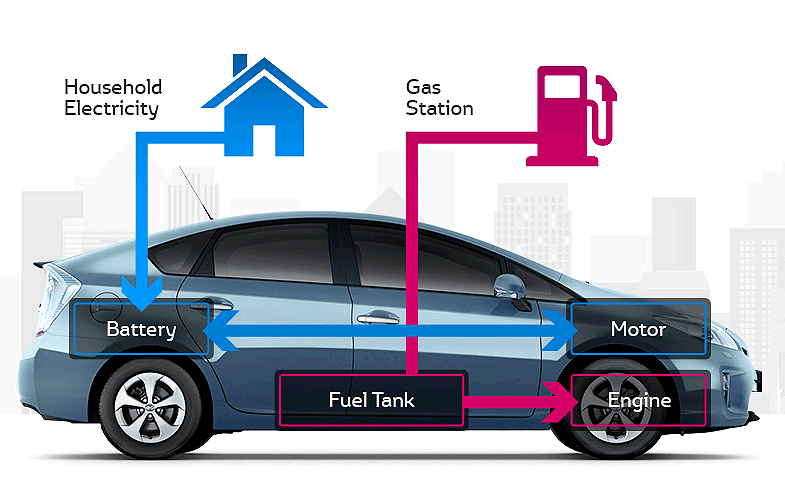 Household
Electricity
Gas
Station
Battery
Motor
Fuel Tank
Engine